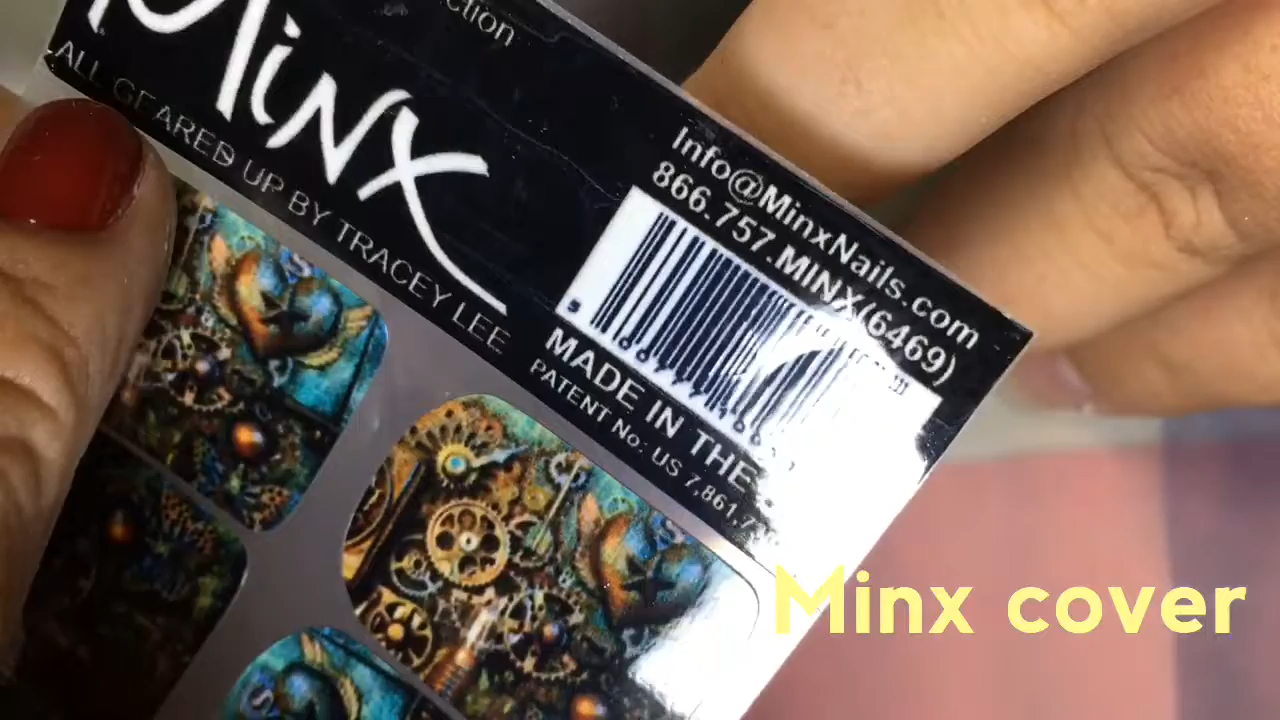 Minx
ALL GEARED UP BY TRACEY LEE
Info@MinxNails.com
866.757.MINX(6469)
MADE IN THE
PATENT No: US 7,861,7
Minx cover